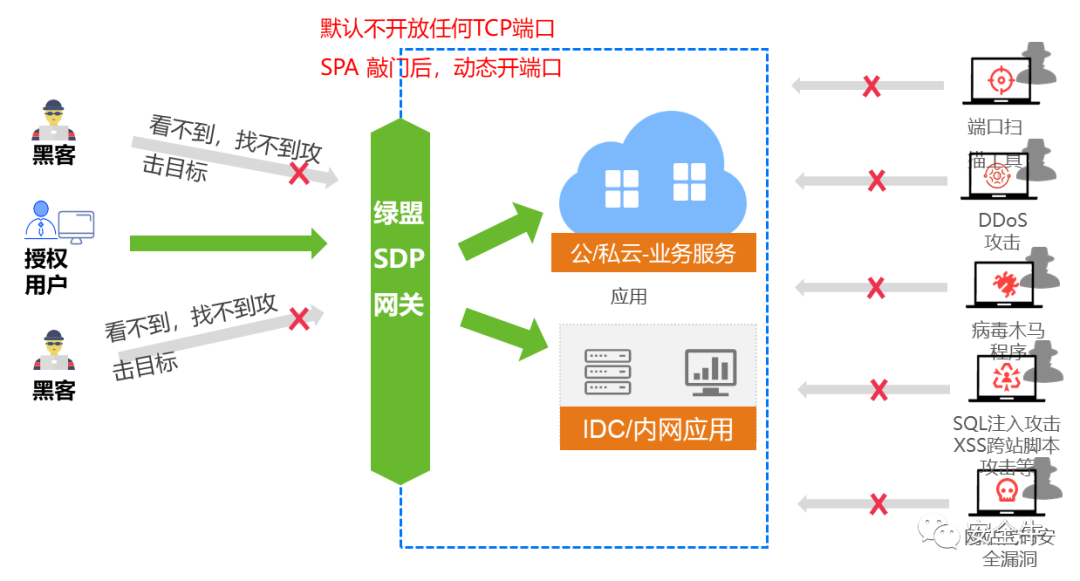 默认不开放任何TCP端口
SPA 敲门后，动态开端口
黑客
看不到，找不到攻
击目标
授权
用户
看不到，找不到攻
击目标
黑客
绿盟
SDP
网关
公/私云-业务服务
应用
IDC/内网应用
端口扫
描工具
DDoS
攻击
病毒木马
程序
SQL注入攻击
XSS跨站脚本
攻击等
安全牛
网站密码安
全漏洞